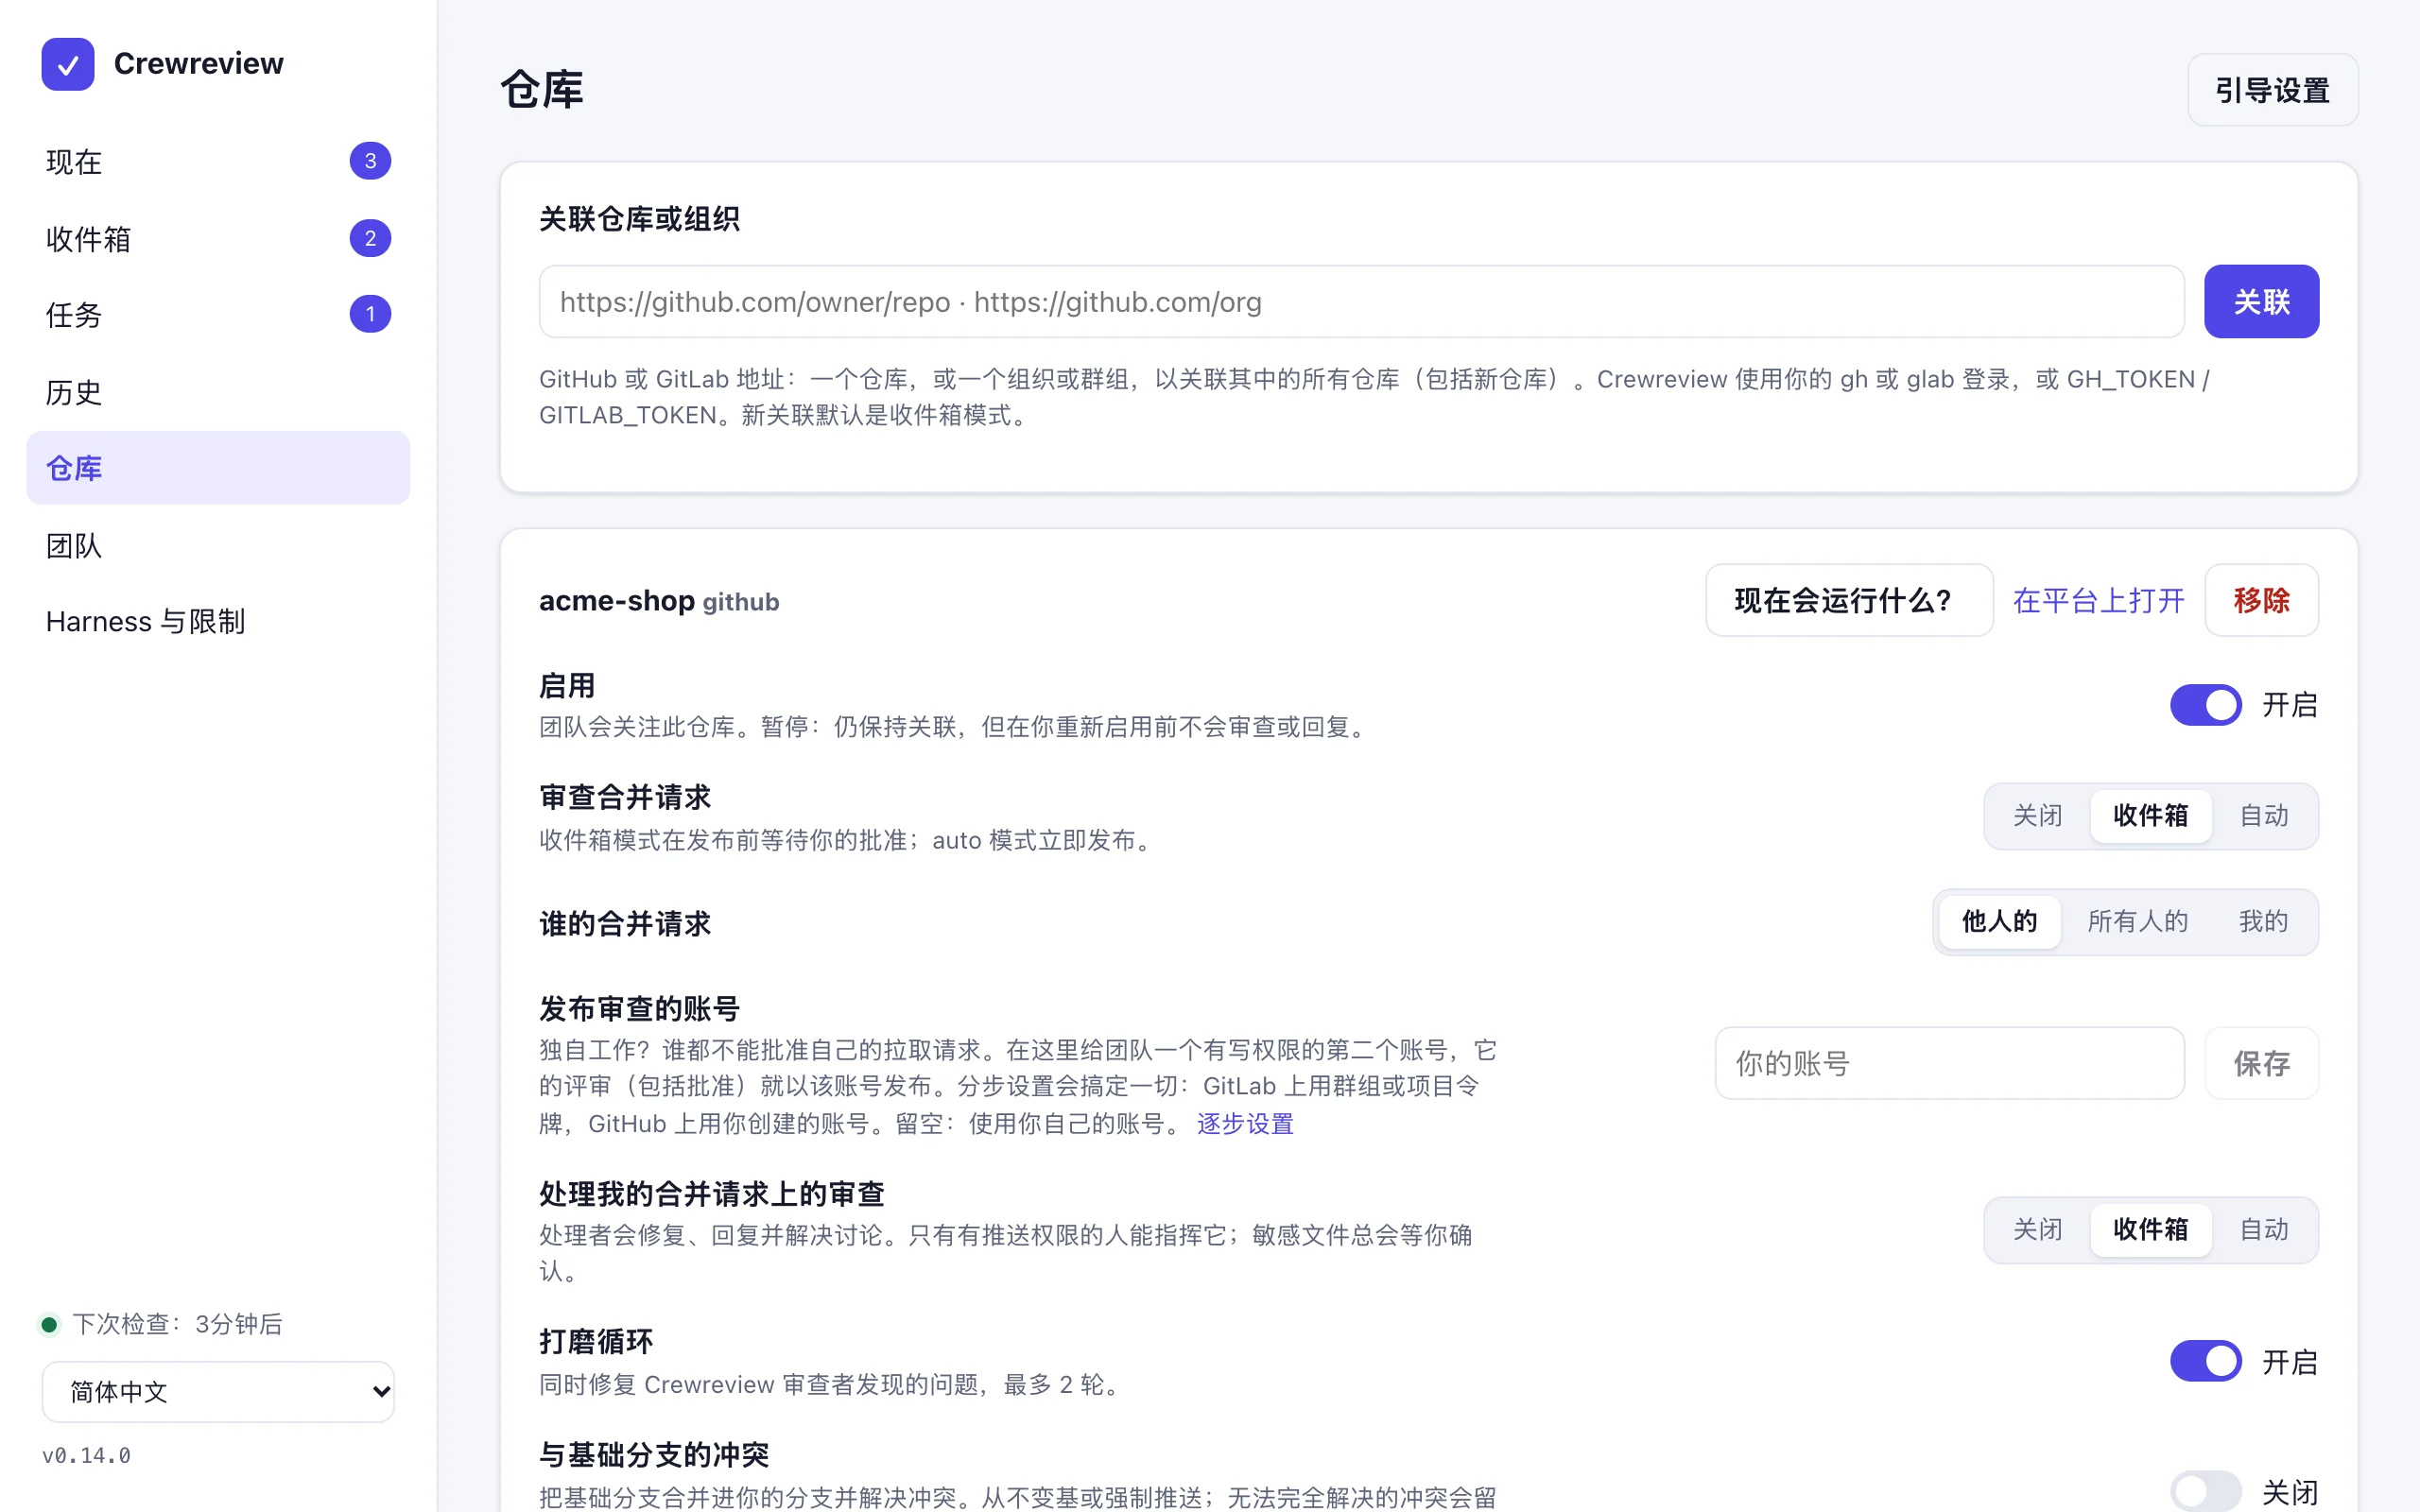 Crewreview
现在
3
收件箱
2
任务
1
历史
仓库
团队
Harness 与限制
下次检查：3分钟后
简体中文
v0.14.0
仓库
引导设置
关联仓库或组织
https://github.com/owner/repo · https://github.com/org
关联
GitHub 或 GitLab 地址：一个仓库，或一个组织或群组，以关联其中的所有仓库（包括新仓库）。Crewreview 使用你的 gh 或 glab 登录，或 GH_TOKEN /
GITLAB_TOKEN。新关联默认是收件箱模式。
acme-shop github
现在会运行什么？
在平台上打开
移除
启用
团队会关注此仓库。暂停：仍保持关联，但在你重新启用前不会审查或回复。
开启
审查合并请求
收件箱模式在发布前等待你的批准；auto 模式立即发布。
关闭 收件箱 自动
谁的合并请求
他人的 所有人的 我的
发布审查的账号
独自工作？谁都不能批准自己的拉取请求。在这里给团队一个有写权限的第二个账号，它
的评审（包括批准）就以该账号发布。分步设置会搞定一切：GitLab 上用群组或项目令
牌，GitHub 上用你创建的账号。留空：使用你自己的账号。 逐步设置
你的账号
保存
处理我的合并请求上的审查
处理者会修复、回复并解决讨论。只有有推送权限的人能指挥它；敏感文件总会等你确
认。
关闭 收件箱 自动
打磨循环
同时修复 Crewreview 审查者发现的问题，最多 2 轮。
开启
与基础分支的冲突
把基础分支合并进你的分支并解决冲突。从不变基或强制推送；无法完全解决的冲突会留
关闭